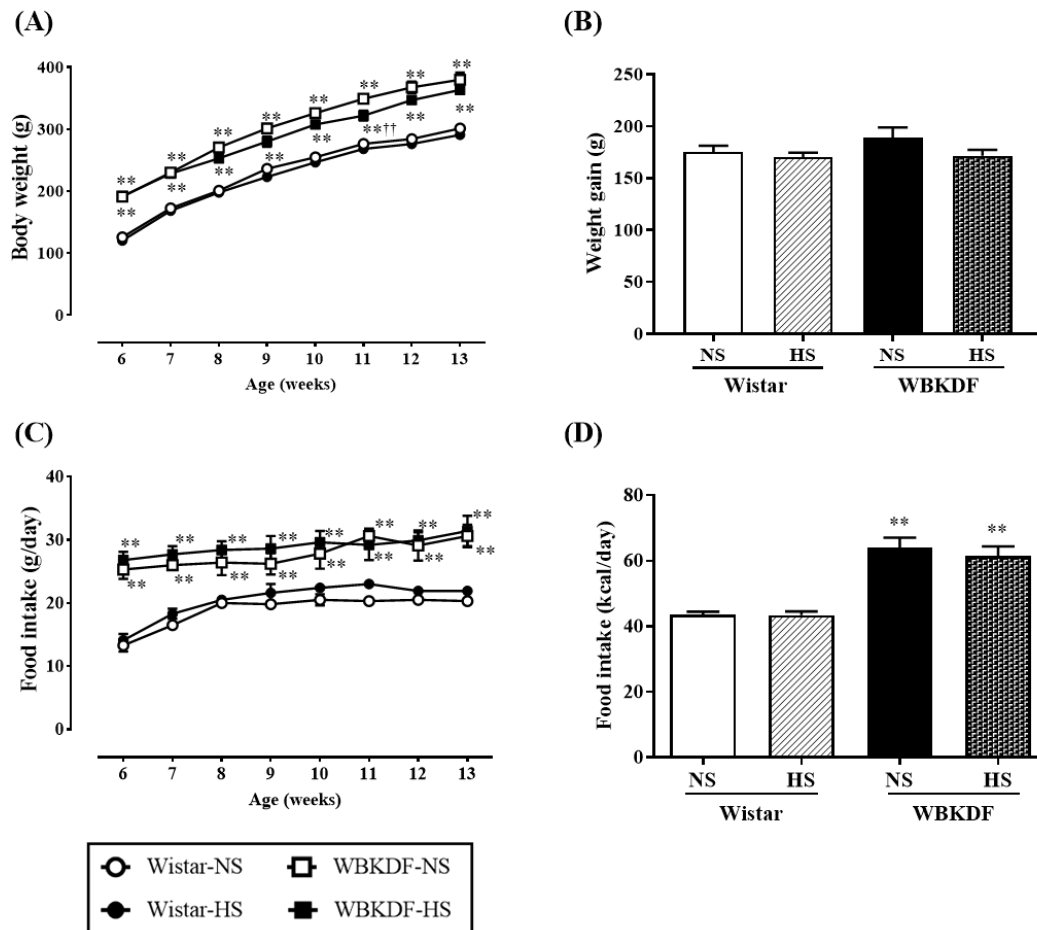 (A)
Body weight (g)
400
300
200
100
0
** ** ** ** ** ** ** **
** ** ** ** ** **†† ** **
6 7 8 9 10 11 12 13
Age (weeks)
(B)
Weight gain (g)
250
200
150
100
50
0
NS HS NS HS
Wistar WBKDF
(C)
Food intake (g/day)
40
30
20
10
0
** ** ** ** ** ** ** **
** ** ** ** ** ** ** **
6 7 8 9 10 11 12 13
Age (weeks)
(D)
Food intake (kcal/day)
80
60
40
20
0
** **
NS HS NS HS
Wistar WBKDF
Wistar-NS WBKDF-NS
Wistar-HS WBKDF-HS